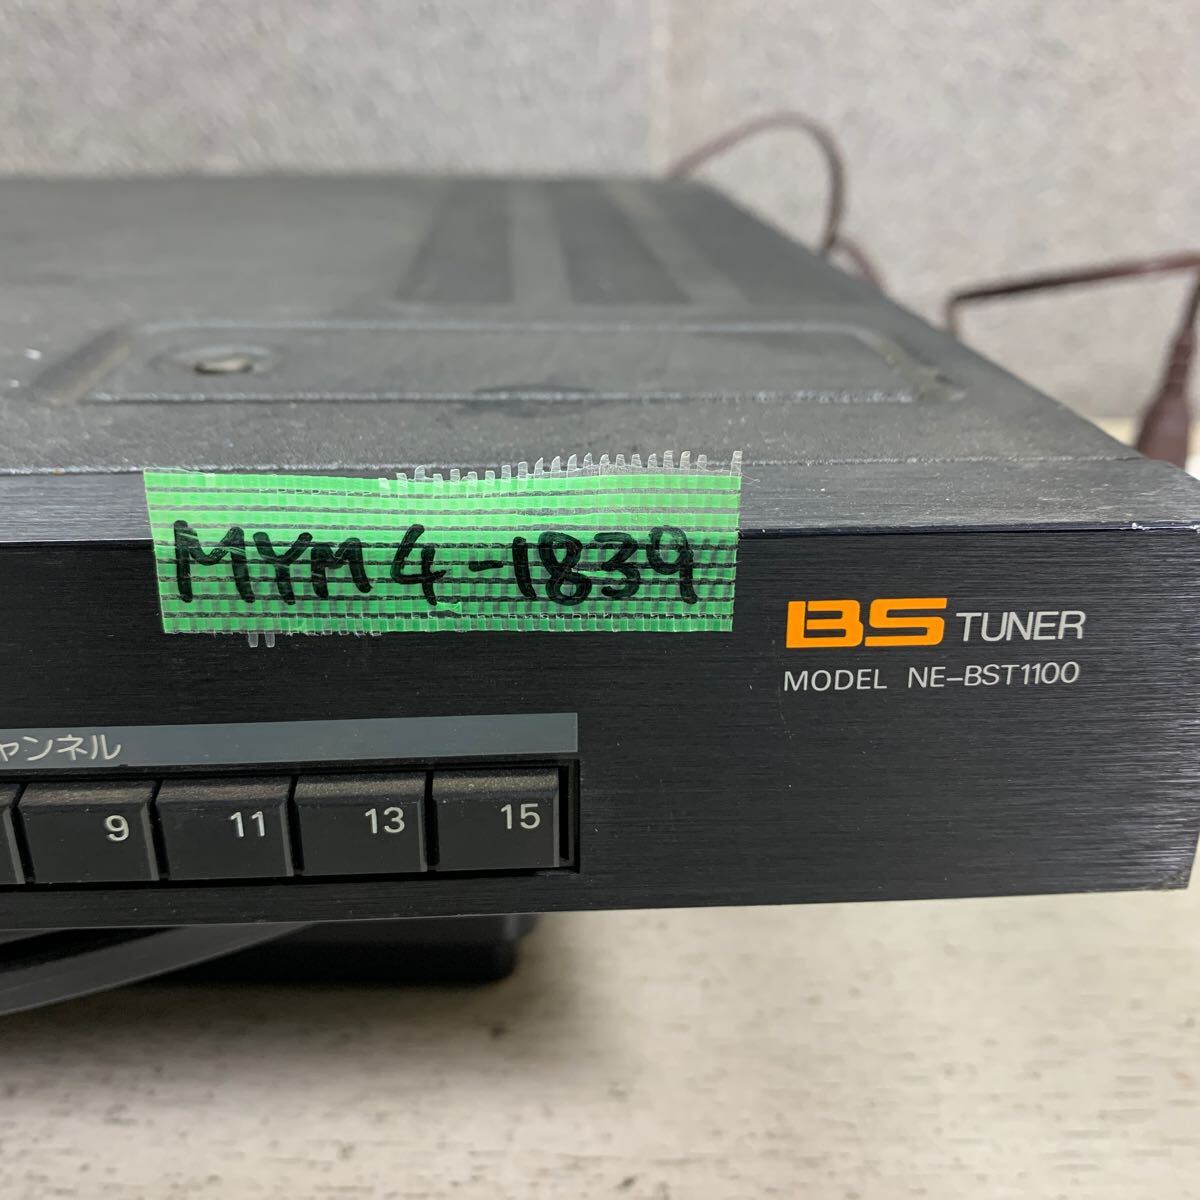 MYM4-1839
BS TUNER
MODEL NE-BST1100
ャンネル
9 11 13 15